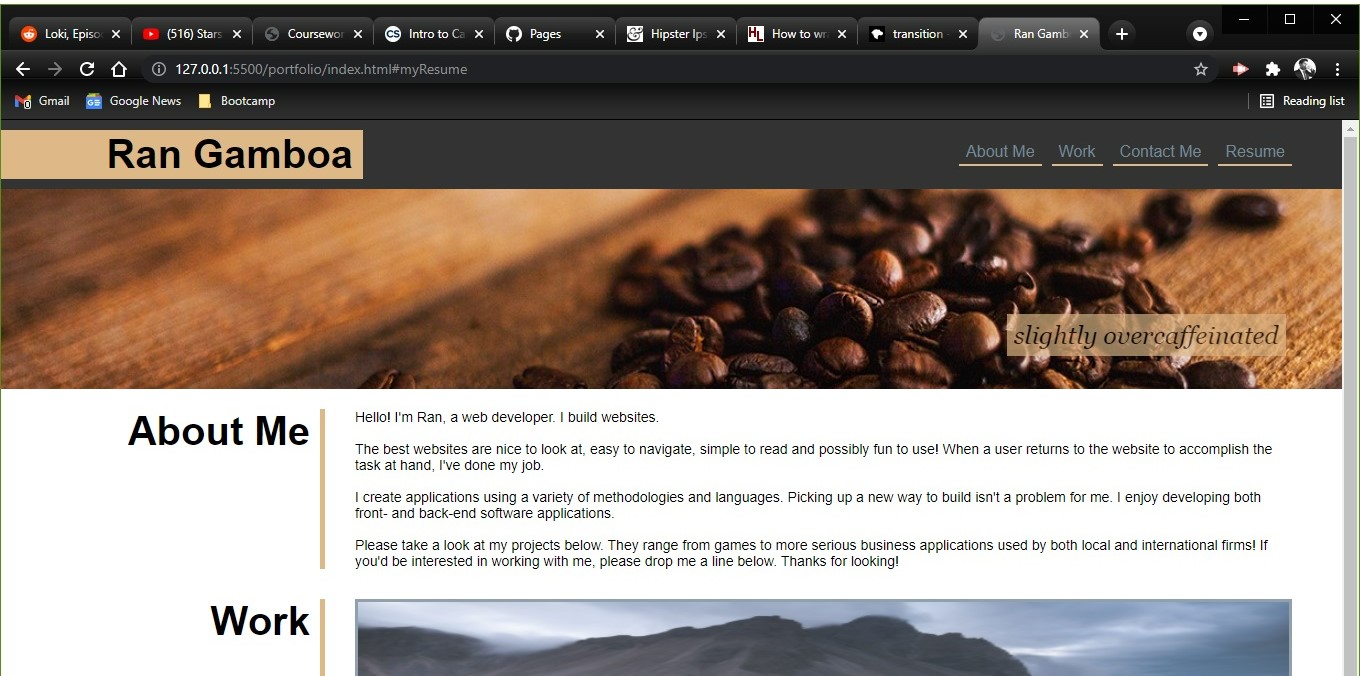 Loki, Episo
(516) Stars
Coursewor
CS Intro to Ca
Pages
Hipster Ips
HL How to wra
transition -
Ran Gamb
127.0.0.1:5500/portfolio/index.html#myResume
Gmail
Google News
Bootcamp
Reading list
Ran Gamboa
About Me Work Contact Me Resume
slightly overcaffeinated
About Me
Hello! I'm Ran, a web developer. I build websites.
The best websites are nice to look at, easy to navigate, simple to read and possibly fun to use! When a user returns to the website to accomplish the
task at hand, I've done my job.
I create applications using a variety of methodologies and languages. Picking up a new way to build isn't a problem for me. I enjoy developing both
front- and back-end software applications.
Please take a look at my projects below. They range from games to more serious business applications used by both local and international firms! If
you'd be interested in working with me, please drop me a line below. Thanks for looking!
Work